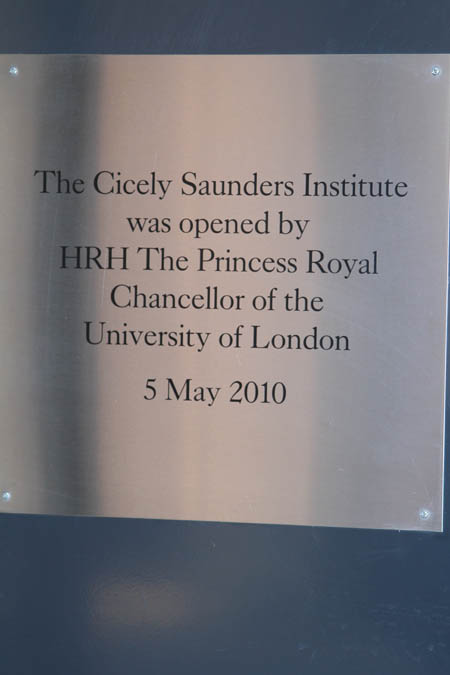 The Cicely Saunders Institute
was opened by
HRH The Princess Royal
Chancellor of the
University of London
5 May 2010